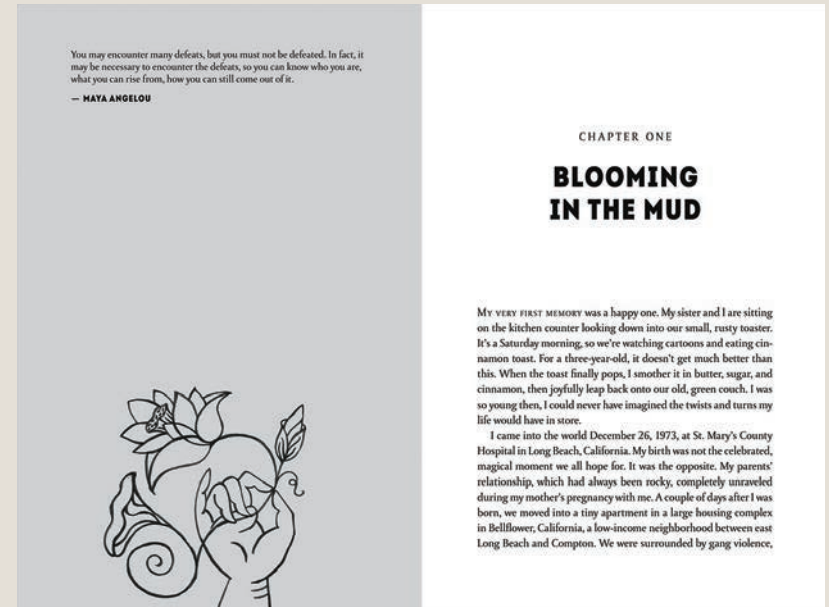 You may encounter many defeats, but you must not be defeated. In fact, it
may be necessary to encounter the defeats, so you can know who you are,
what you can rise from, how you can still come out of it.
— MAYA ANGELOU
CHAPTER ONE
BLOOMING
IN THE MUD
MY VERY FIRST MEMORY was a happy one. My sister and I are sitting
on the kitchen counter looking down into our small, rusty toaster.
It's a Saturday morning, so we're watching cartoons and eating cin-
namon toast. For a three-year-old, it doesn't get much better than
this. When the toast finally pops, I smother it in butter, sugar, and
cinnamon, then joyfully leap back onto our old, green couch. I was
so young then, I could never have imagined the twists and turns my
life would have in store.
I came into the world December 26, 1973, at St. Mary's County
Hospital in Long Beach, California. My birth was not the celebrated,
magical moment we all hope for. It was the opposite. My parents'
relationship, which had always been rocky, completely unraveled
during my mother's pregnancy with me. A couple of days after I was
born, we moved into a tiny apartment in a large housing complex
in Bellflower, California, a low-income neighborhood between east
Long Beach and Compton. We were surrounded by gang violence,